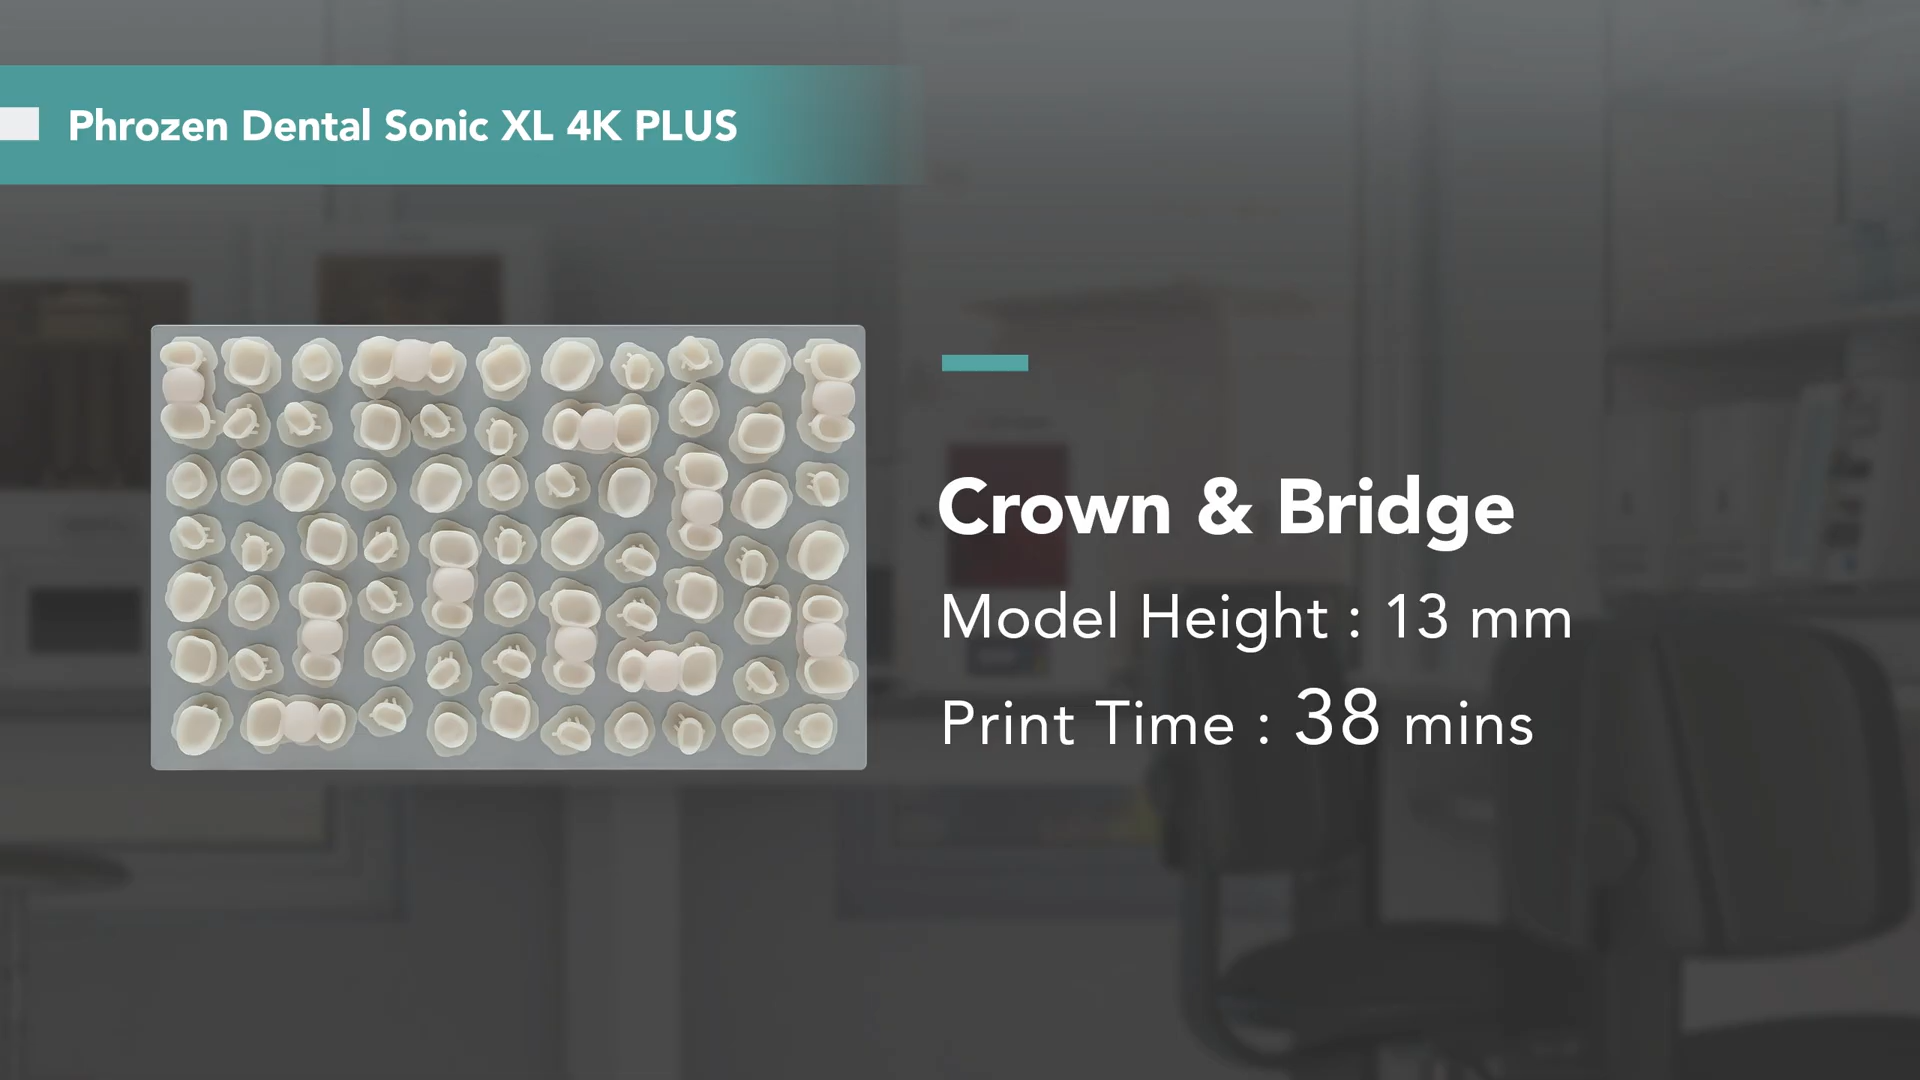 Phrozen Dental Sonic XL 4K PLUS
Crown & Bridge
Model Height : 13 mm
Print Time : 38 mins